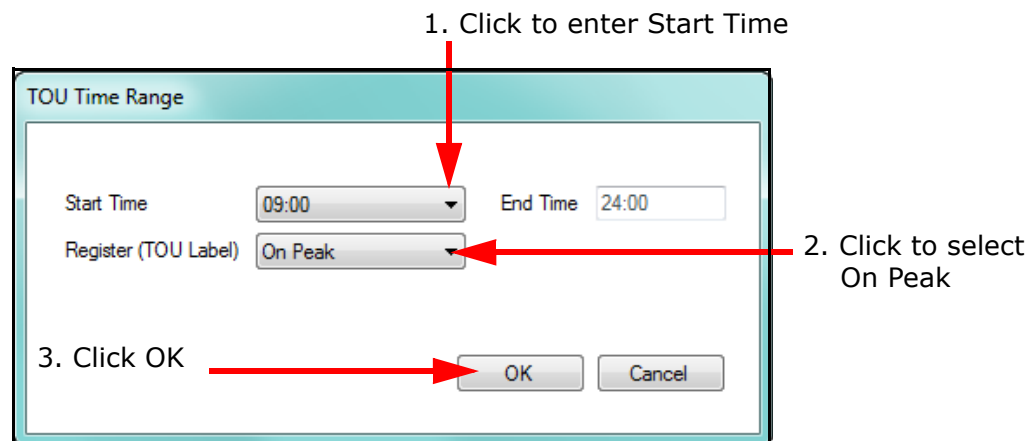 1. Click to enter Start Time
TOU Time Range
Start Time 09:00 End Time 24:00
Register (TOU Label) On Peak
2. Click to select
On Peak
3. Click OK
OK Cancel